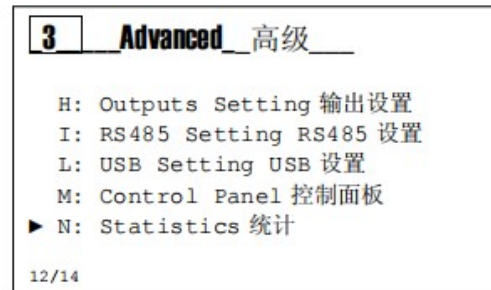 3 Advanced 高级
H: Outputs Setting 输出设置
I: RS485 Setting RS485 设置
L: USB Setting USB 设置
M: Control Panel 控制面板
► N: Statistics 统计
12/14